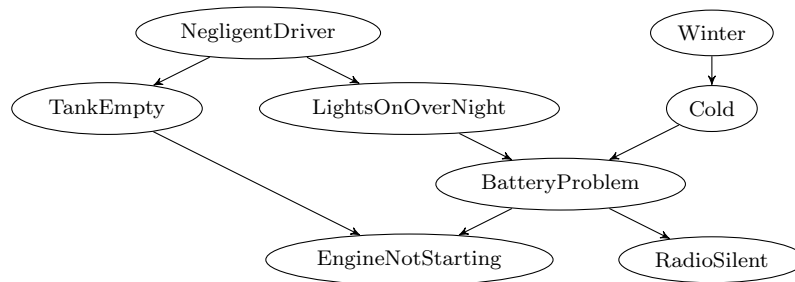 NegligentDriver
Winter
TankEmpty
LightsOnOverNight
Cold
BatteryProblem
EngineNotStarting
RadioSilent